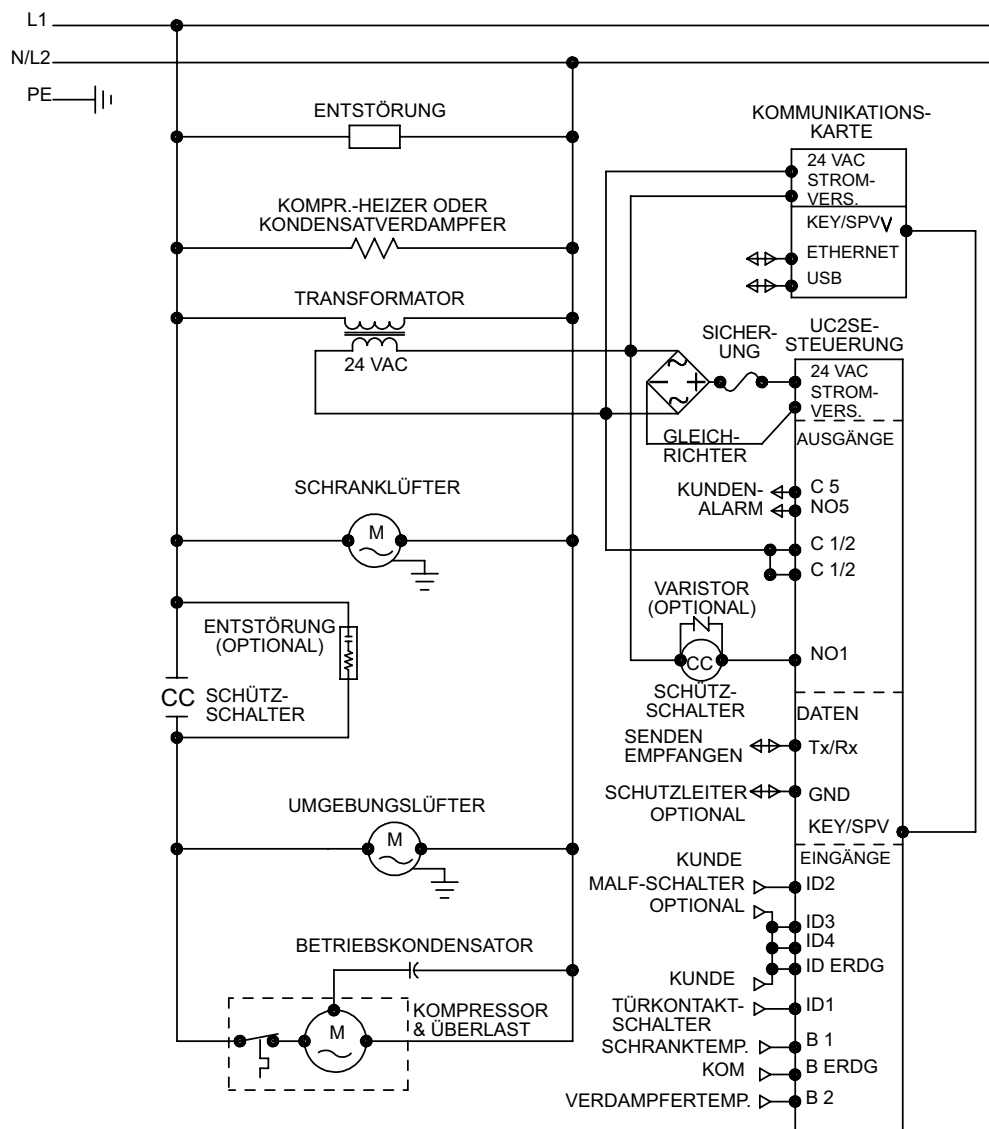 L1
N/L2
PE
ENTSTÖRUNG
KOMPR.-HEIZER ODER
KONDENSATVERDAMPFER
TRANSFORMATOR
24 VAC
SCHRANKLÜFTER
M
ENTSTÖRUNG
(OPTIONAL)
CC
SCHÜTZ-
SCHALTER
UMGEBUNGSLÜFTER
M
BETRIEBSKONDENSATOR
M
KOMPRESSOR
& ÜBERLAST
KOMMUNIKATIONS-
KARTE
24 VAC
STROM-
VERS.
KEY/SPV
ETHERNET
USB
SICHER-
UNG
GLEICH-
RICHTER
UC2SE-
STEUERUNG
24 VAC
STROM-
VERS.
AUSGÄNGE
KUNDEN-
ALARM
C 5
NO5
C 1/2
C 1/2
VARISTOR
(OPTIONAL)
CC
SCHÜTZ-
SCHALTER
NO1
DATEN
SENDEN
EMPFANGEN
Tx/Rx
SCHUTZLEITER
OPTIONAL
GND
KEY/SPV
EINGÄNGE
KUNDE
MALF-SCHALTER
OPTIONAL
ID2
ID3
ID4
ID ERDG
KUNDE
TÜRKONTAKT-
SCHALTER
ID1
SCHRANKTEMP.
B 1
KOM
B ERDG
VERDAMPFERTEMP.
B 2